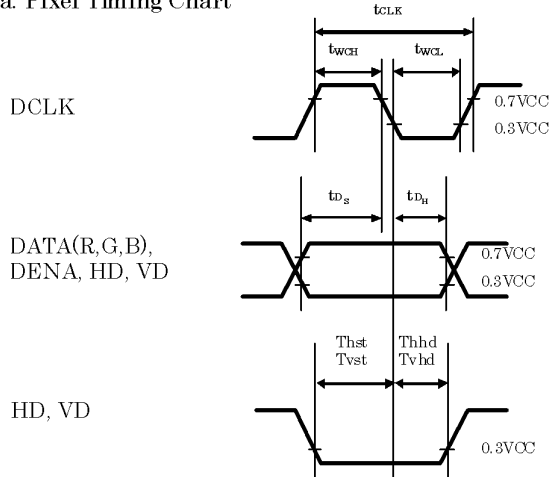 a. Pixel Timing Chart
tCLK
tWCH
tWCL
DCLK
0.7VCC
0.3VCC
tDS
tDH
DATA(R,G,B),
DENA, HD, VD
0.7VCC
0.3VCC
Thst
Tvst
Thhd
Tvhd
HD, VD
0.3VCC